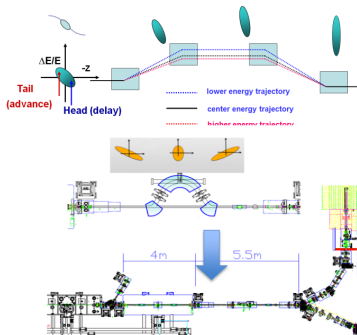 ΔE/E
-z
Tail
(advance)
Head (delay)
lower energy trajectory
center energy trajectory
higher energy trajectory
4m
5.5m